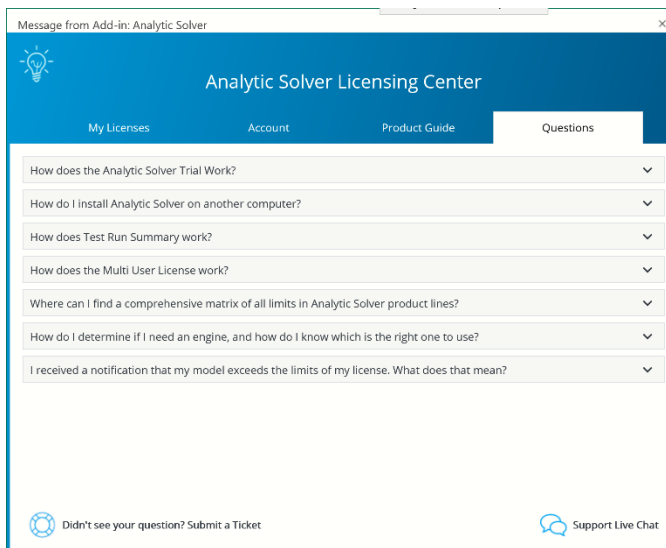 Message from Add-in: Analytic Solver
Analytic Solver Licensing Center
My Licenses
Account
Product Guide
Questions
How does the Analytic Solver Trial Work?
How do I install Analytic Solver on another computer?
How does Test Run Summary work?
How does the Multi User License work?
Where can I find a comprehensive matrix of all limits in Analytic Solver product lines?
How do I determine if I need an engine, and how do I know which is the right one to use?
I received a notification that my model exceeds the limits of my license. What does that mean?
Didn't see your question? Submit a Ticket
Support Live Chat